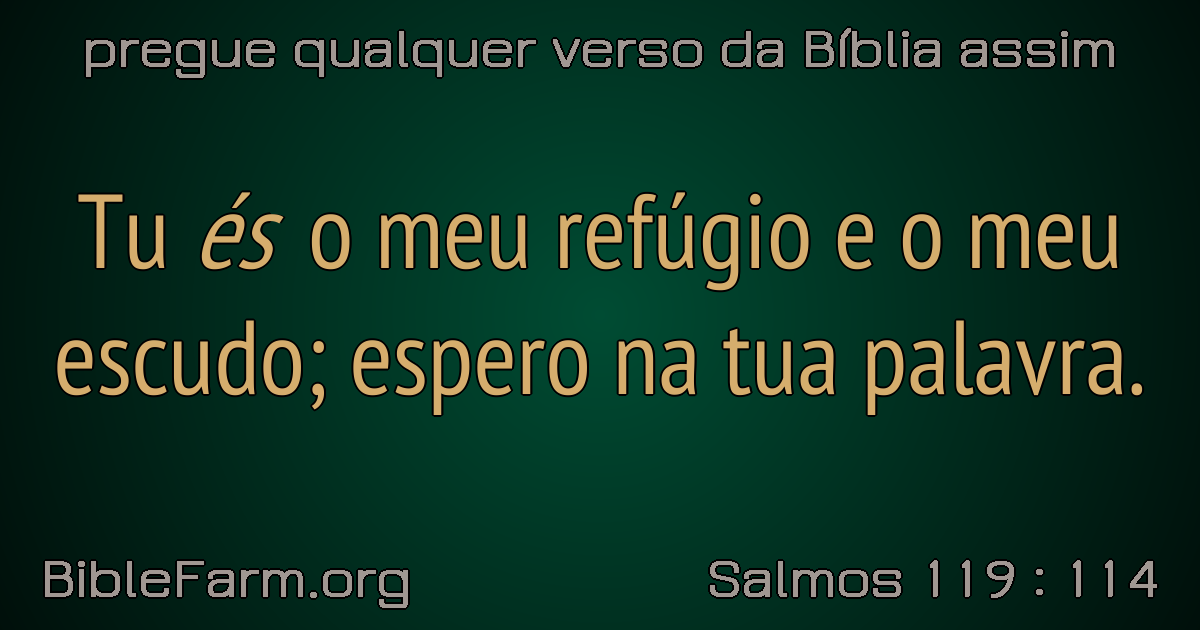 pregue qualquer verso da Bíblia assim
Tu és o meu refúgio e o meu
escudo; espero na tua palavra.
BibleFarm.org
Salmos 119 : 114